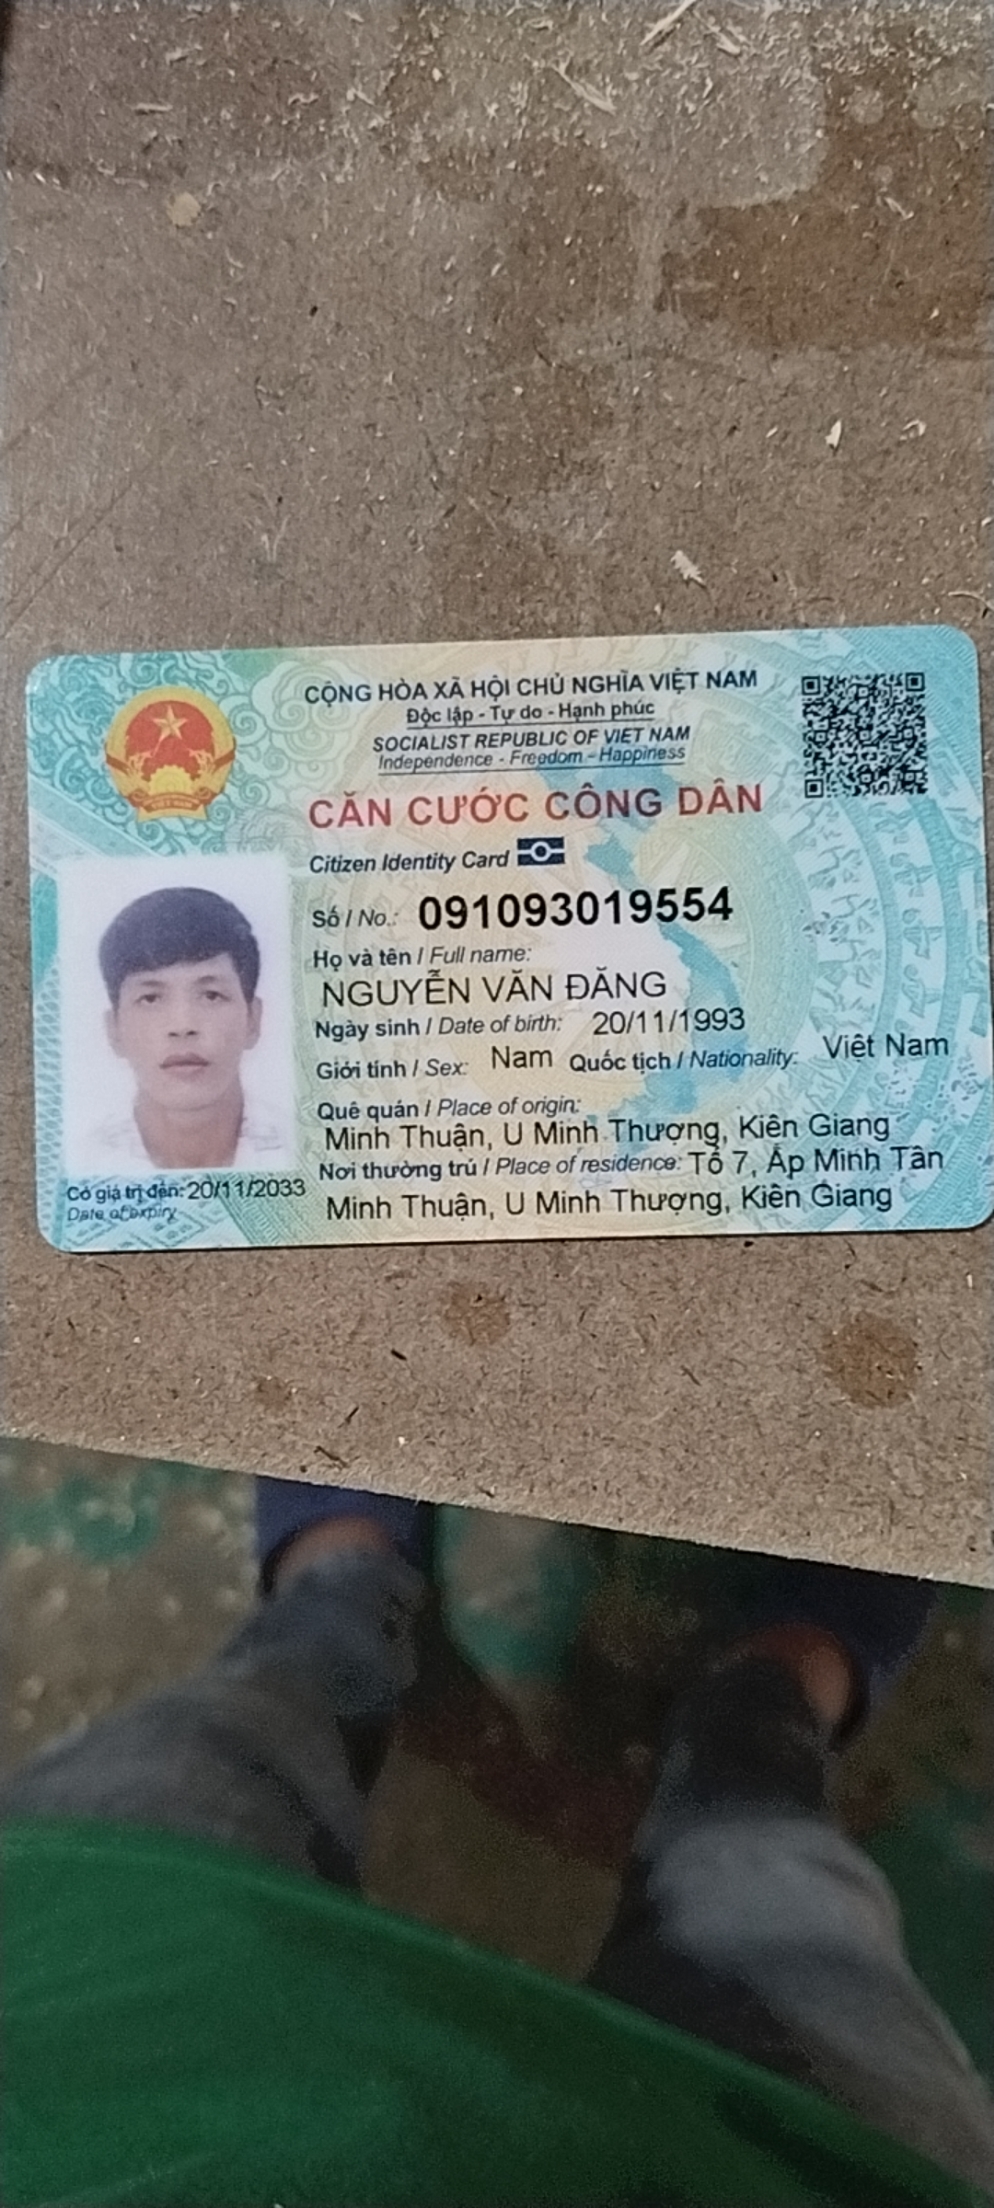 CỘNG HÒA XÃ HỘI CHỦ NGHĨA VIỆT NAM
Độc lập - Tự do - Hạnh phúc
SOCIALIST REPUBLIC OF VIET NAM
Independence - Freedom - Happiness
CĂN CƯỚC CÔNG DÂN
Citizen Identity Card
Số / No.: 091093019554
Họ và tên / Full name:
NGUYỄN VĂN ĐĂNG
Ngày sinh / Date of birth: 20/11/1993
Giới tính / Sex: Nam Quốc tịch / Nationality: Việt Nam
Quê quán / Place of origin:
Minh Thuận, U Minh Thượng, Kiên Giang
Nơi thường trú / Place of residence: Tổ 7, Ấp Minh Tân
Minh Thuận, U Minh Thượng, Kiên Giang
Có giá trị đến: 20/11/2033
Date of expiry
VIỆT NAM